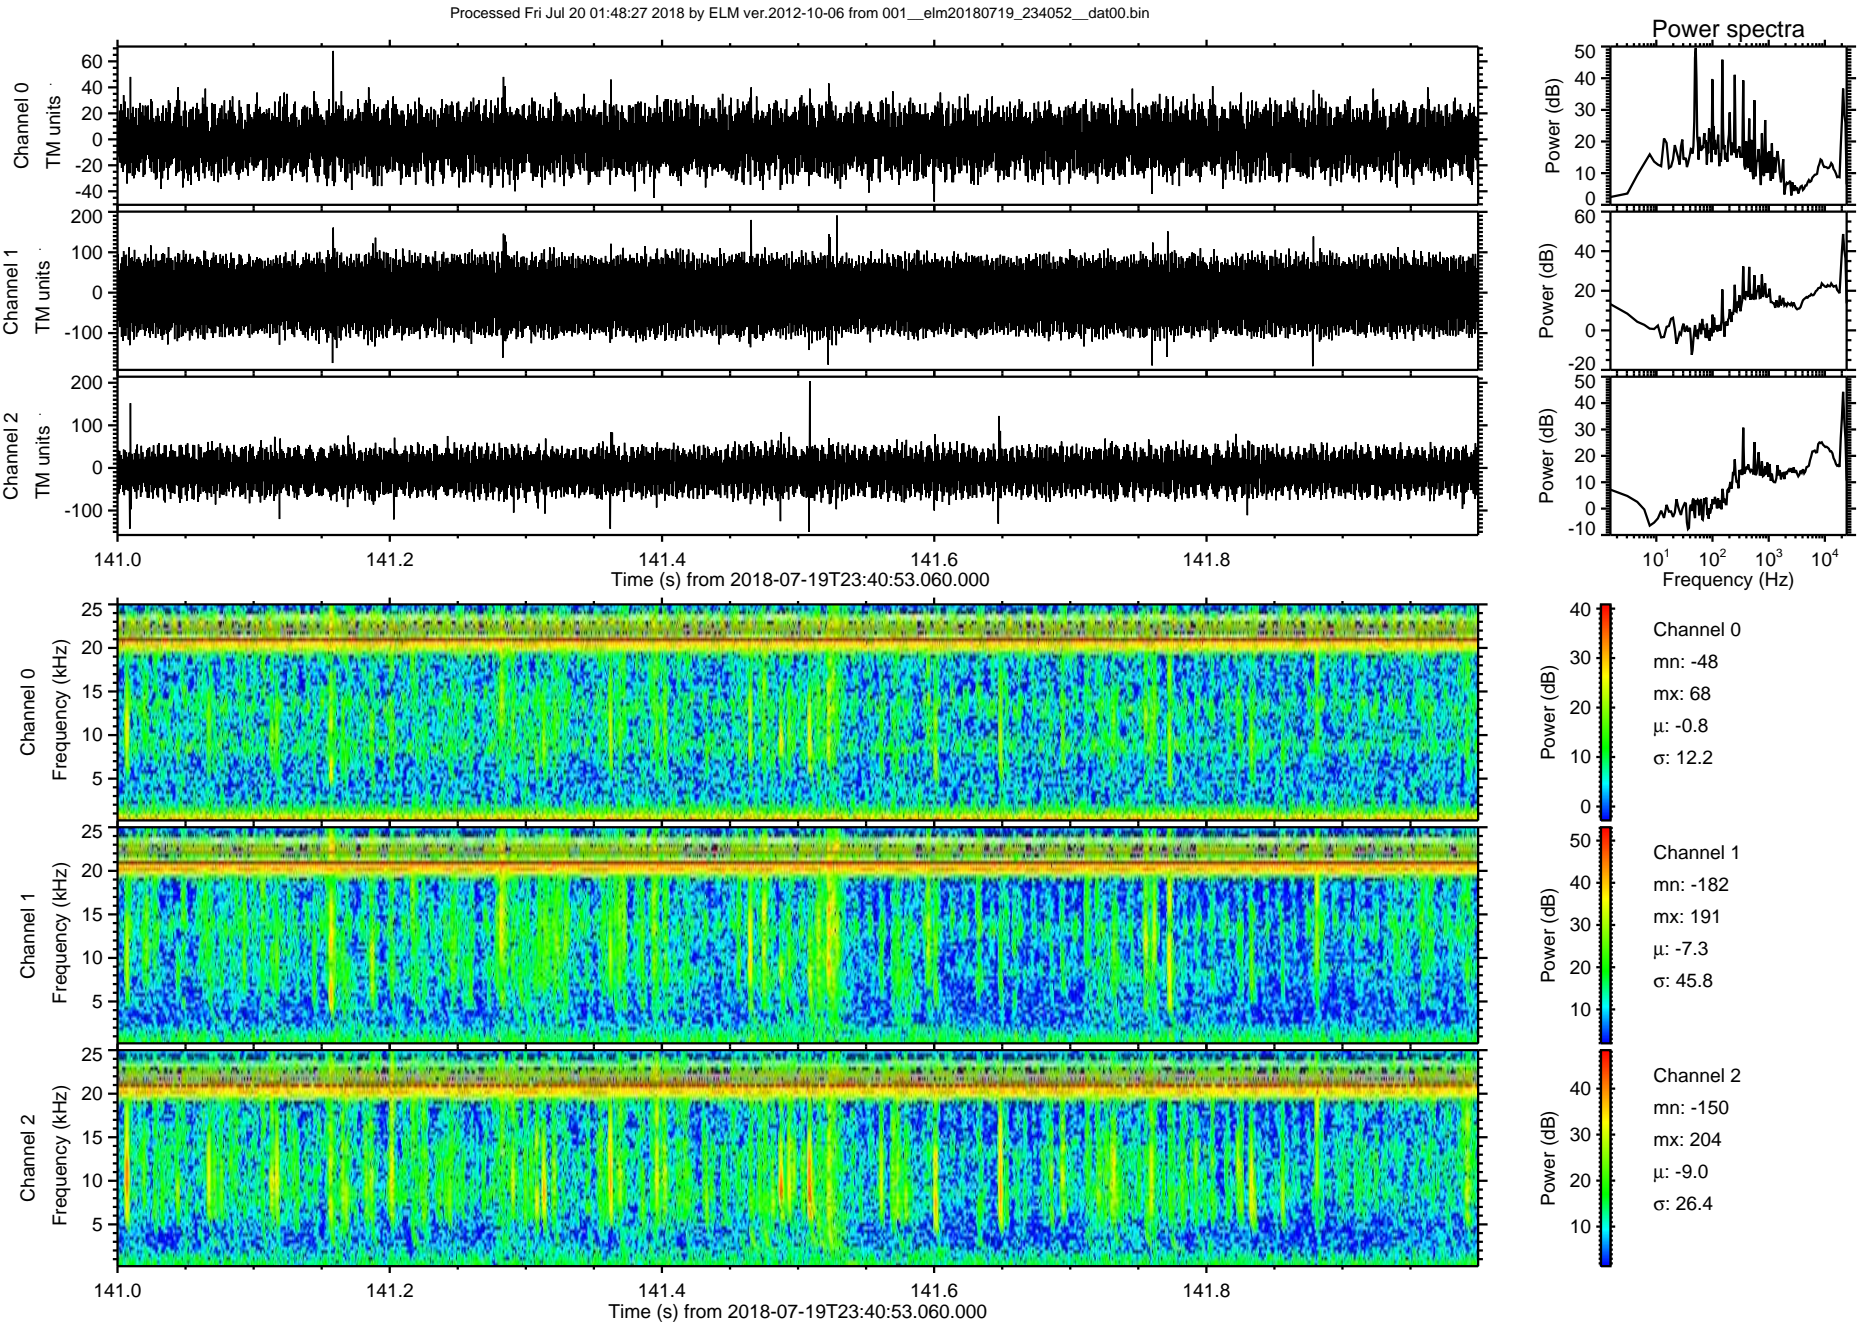 Processed Fri Jul 20 01:48:27 2018 by ELM ver.2012-10-06 from 001__elm20180719_234052__dat00.bin
Power spectra
Channel 0
TM units
60
40
20
0
-20
-40
Power (dB)
50
40
30
20
10
0
Channel 1
TM units
200
100
0
-100
Power (dB)
60
40
20
0
-20
Channel 2
TM units
200
100
0
-100
Power (dB)
50
40
30
20
10
0
-10
141.0 141.2 141.4 141.6 141.8
Time (s) from 2018-07-19T23:40:53.060.000
10^1 10^2 10^3 10^4
Frequency (Hz)
Channel 0
Frequency (kHz)
25
20
15
10
5
Power (dB)
40
30
20
10
0
Channel 0
mn: -48
mx: 68
μ: -0.8
σ: 12.2
Channel 1
Frequency (kHz)
25
20
15
10
5
Power (dB)
50
40
30
20
10
Channel 1
mn: -182
mx: 191
μ: -7.3
σ: 45.8
Channel 2
Frequency (kHz)
25
20
15
10
5
Power (dB)
40
30
20
10
Channel 2
mn: -150
mx: 204
μ: -9.0
σ: 26.4
141.0 141.2 141.4 141.6 141.8
Time (s) from 2018-07-19T23:40:53.060.000